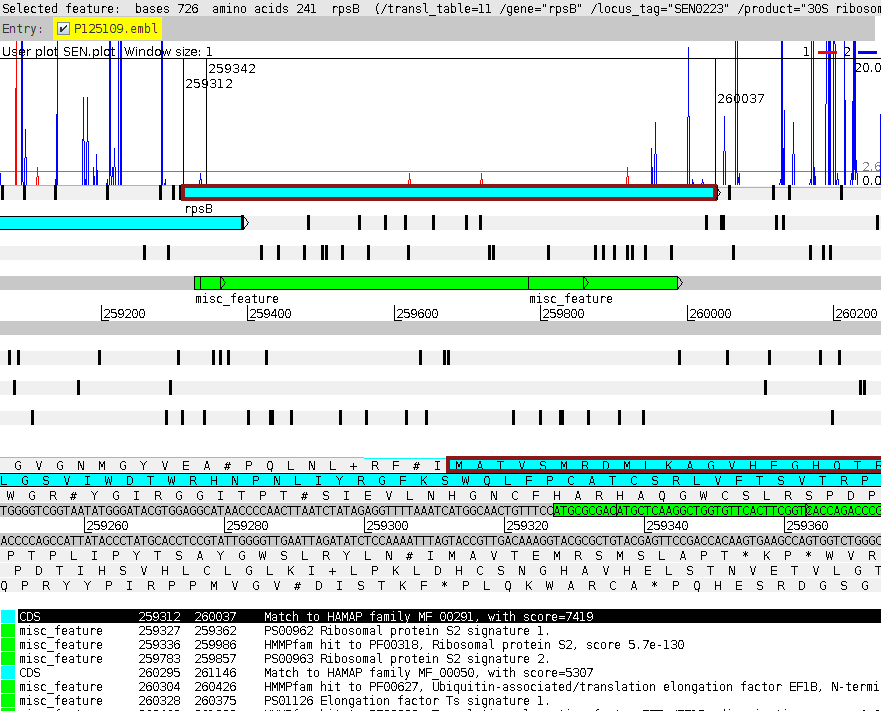 Selected feature:  bases 726  amino acids 241  rpsB  (/transl_table=11 /gene="rpsB" /locus_tag="SEN0223" /product="30S ribosom
Entry: P125109.embl
User plot SEN.plot  Window size: 1
1 2
20.0
259342
259312
260037
2.6
0.0
rpsB
misc_feature misc_feature
259200 259400 259600 259800 260000 260200
G V G N M G Y V E A # P Q L N L + R F # I M A T V S M R D M L K A G V H F G H Q T R
L G S V I W D T W R H N P N L I Y R G F K S W Q L F P C A T C S R L V F T S V T R P
W G R # Y G I R G G I T P T # S I E V L N H G N C F H A R H A Q G W C S L R S P D P
TGGGGTCGGTAATATGGGATACGTGGAGGCATAACCCCAACTTAATCTATAGAGGTTTTAAATCATGGCAACTGTTTCCATGCGCGACATGCTCAAGGCTGGTGTTCACTTCGGTCACCAGACCCG
259260 259280 259300 259320 259340 259360
ACCCCAGCCATTATACCCTATGCACCTCCGTATTGGGGTTGAATTAGATATCTCCAAAATTTAGTACCGTTGACAAAGGTACGCGCTGTACGAGTTCCGACCACAAGTGAAGCCAGTGGTCTGGGC
P T P L I P Y T S A Y G W S L R Y L N # I M A V T E M R S M S L A P T * K P * W V R
P D T I H S V H L C L G L K I + L P K L D H C S N G H A V H E L S T N V E T V L G T
Q P R Y Y P I R P P M V G V # D I S T K F * P L Q K W A R C A * P Q H E S R D G S G
CDS 259312 260037 Match to HAMAP family MF_00291, with score=7419
misc_feature 259327 259362 PS00962 Ribosomal protein S2 signature 1.
misc_feature 259336 259986 HMMPfam hit to PF00318, Ribosomal protein S2, score 5.7e-130
misc_feature 259783 259857 PS00963 Ribosomal protein S2 signature 2.
CDS 260295 261146 Match to HAMAP family MF_00050, with score=5307
misc_feature 260304 260426 HMMPfam hit to PF00627, Ubiquitin-associated/translation elongation factor EF1B, N-termi
misc_feature 260328 260375 PS01126 Elongation factor Ts signature 1.